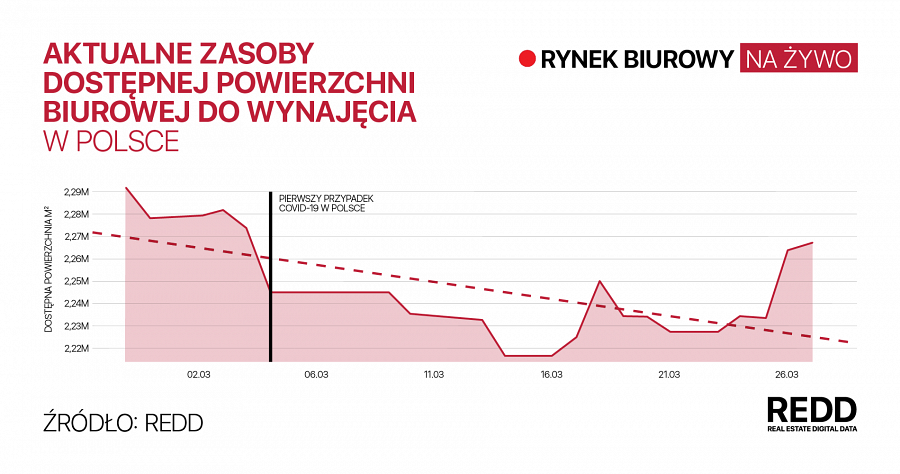 AKTUALNE ZASOBY
DOSTĘPNEJ POWIERZCHNI
BIUROWEJ DO WYNAJĘCIA
W POLSCE
RYNEK BIUROWY NA ŻYWO
DOSTĘPNA POWIERZCHNIA M²
2,29M
2,28M
2,27M
2,26M
2,25M
2,24M
2,23M
2,22M
PIERWSZY PRZYPADEK
COVID-19 W POLSCE
02.03 06.03 11.03 16.03 21.03 26.03
ŹRÓDŁO: REDD
REDD
REAL ESTATE DIGITAL DATA